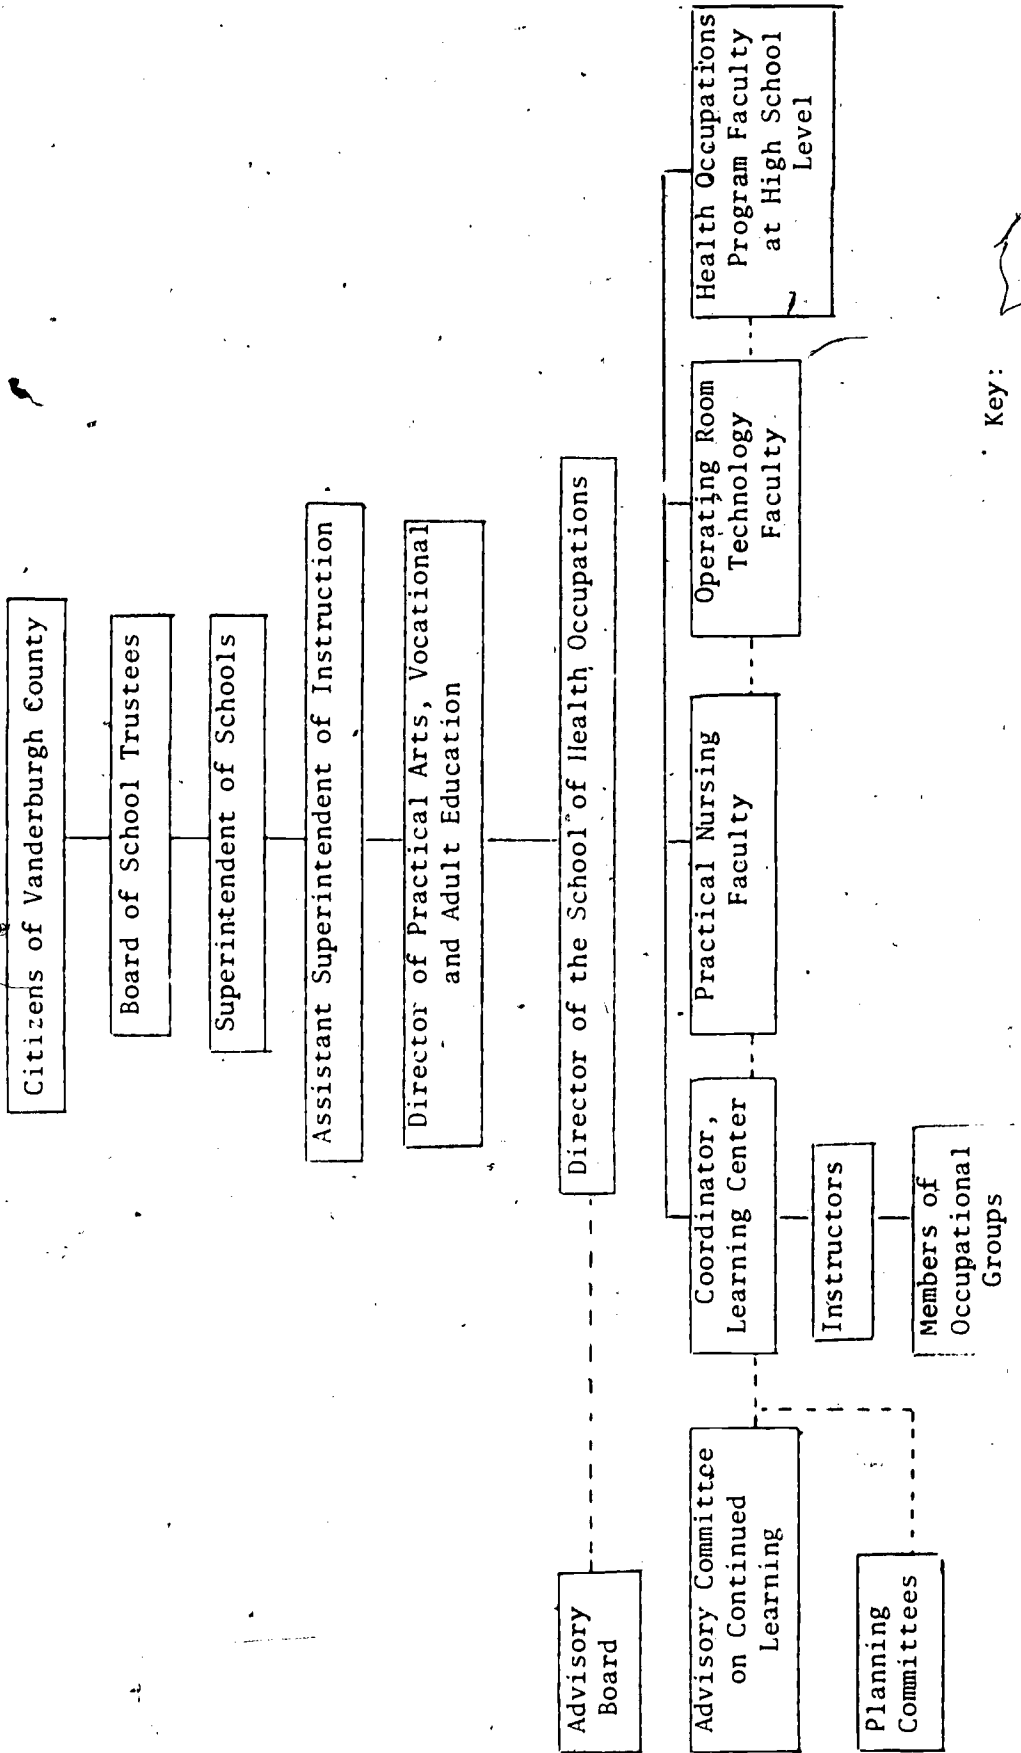 Citizens of Vanderburgh County
Board of School Trustees
Superintendent of Schools
Assistant Superintendent of Instruction
Director of Practical Arts, Vocational
and Adult Education
Director of the School of Health Occupations
Advisory
Board
Advisory Committee
on Continued
Learning
Planning
Committees
Coordinator,
Learning Center
Instructors
Members of
Occupational
Groups
Practical Nursing
Faculty
Operating Room
Technology
Faculty
Health Occupations
Program Faculty
at High School
Level
Key: